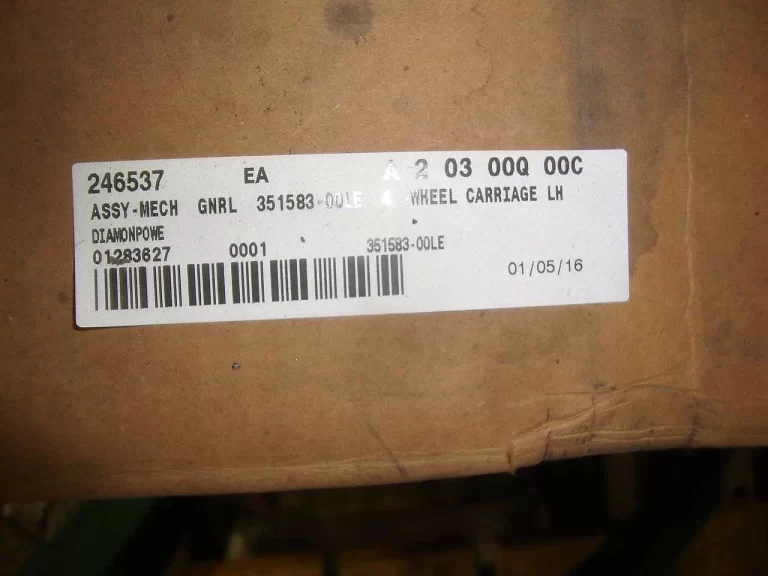 246537 EA A 2 03 00Q 00C
ASSY-MECH GNRL 351583-00LE 4 WHEEL CARRIAGE LH
DIAMONPOWE
01283627 0001 351583-00LE
01/05/16